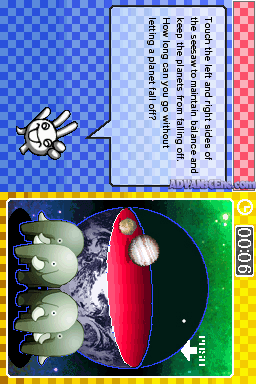 Touch the left and right sides of
the seesaw to maintain balance and
keep the planets from falling off.
How long can you go without
letting a planet fall off?
ADVANSCENE.COM
00:06
PUSH